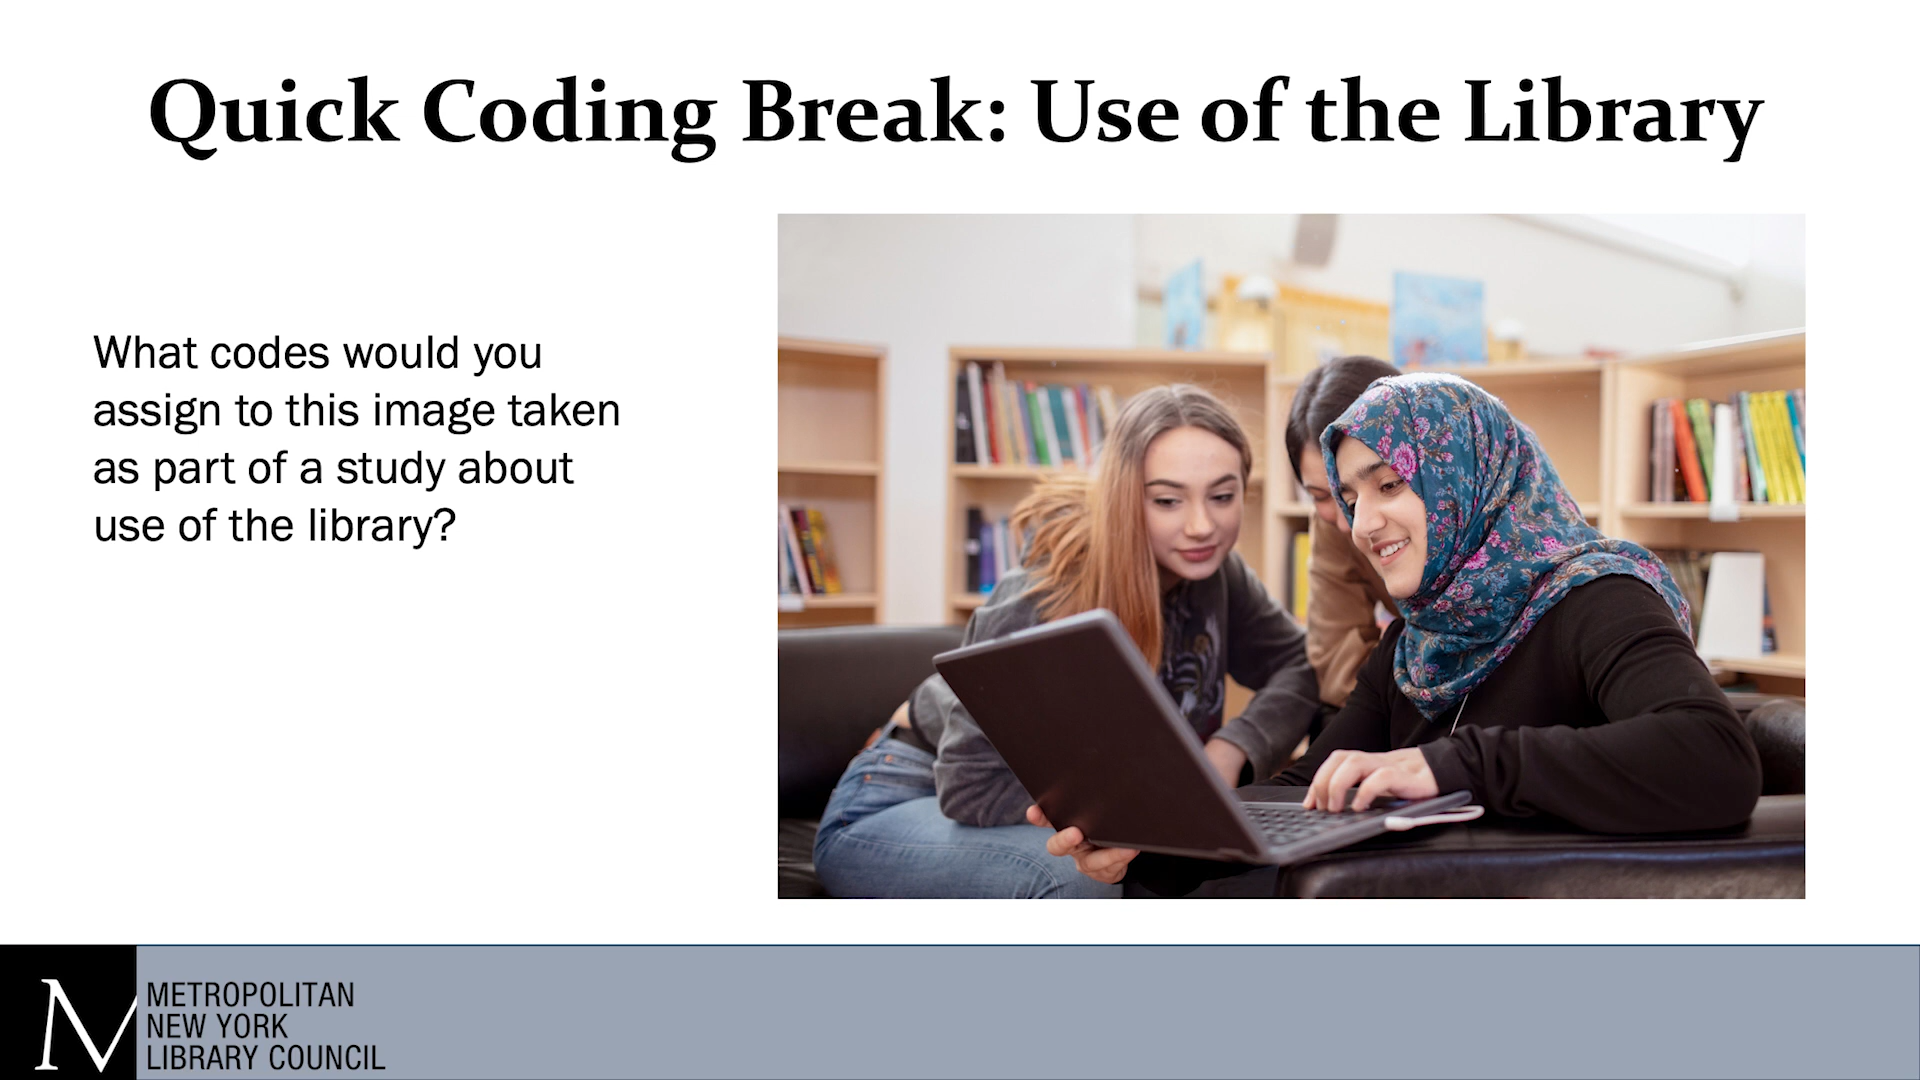 Quick Coding Break: Use of the Library
What codes would you
assign to this image taken
as part of a study about
use of the library?
METROPOLITAN
NEW YORK
LIBRARY COUNCIL